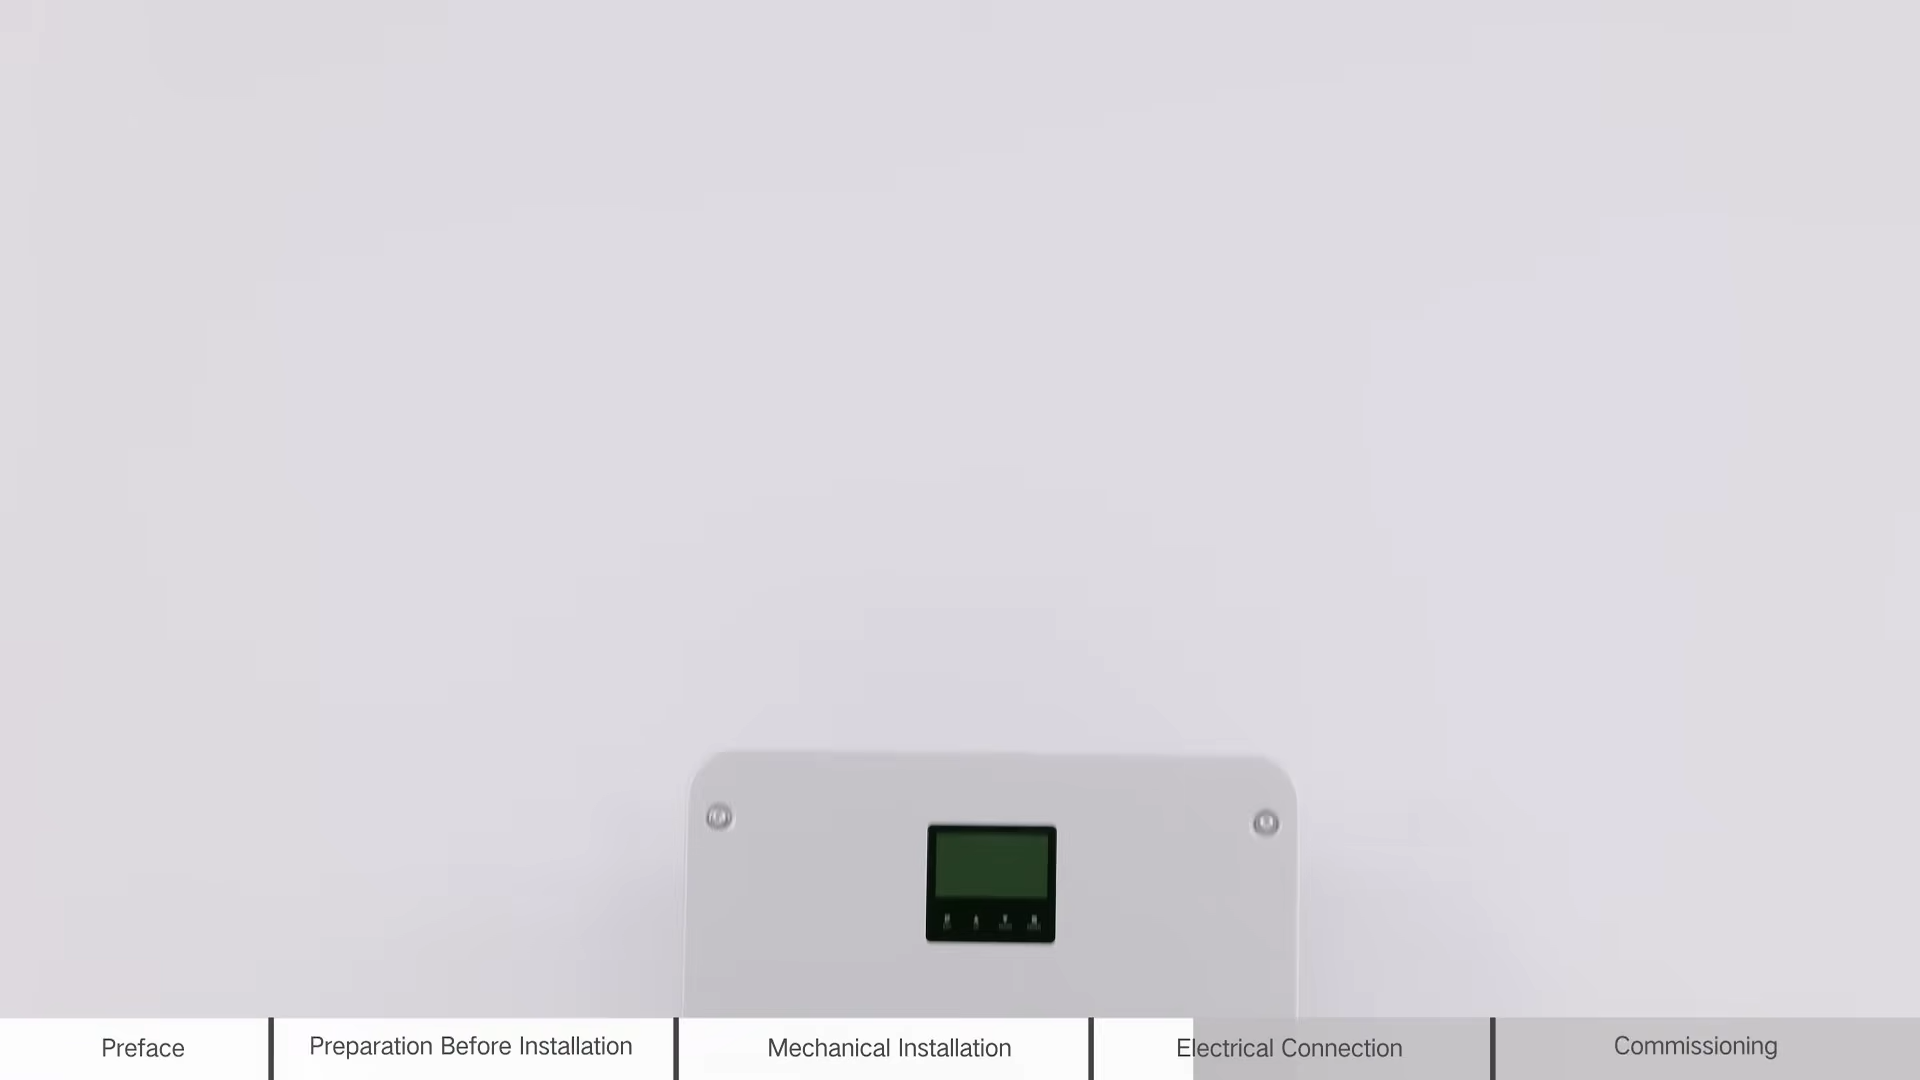 Preface
Preparation Before Installation
Mechanical Installation
Electrical Connection
Commissioning